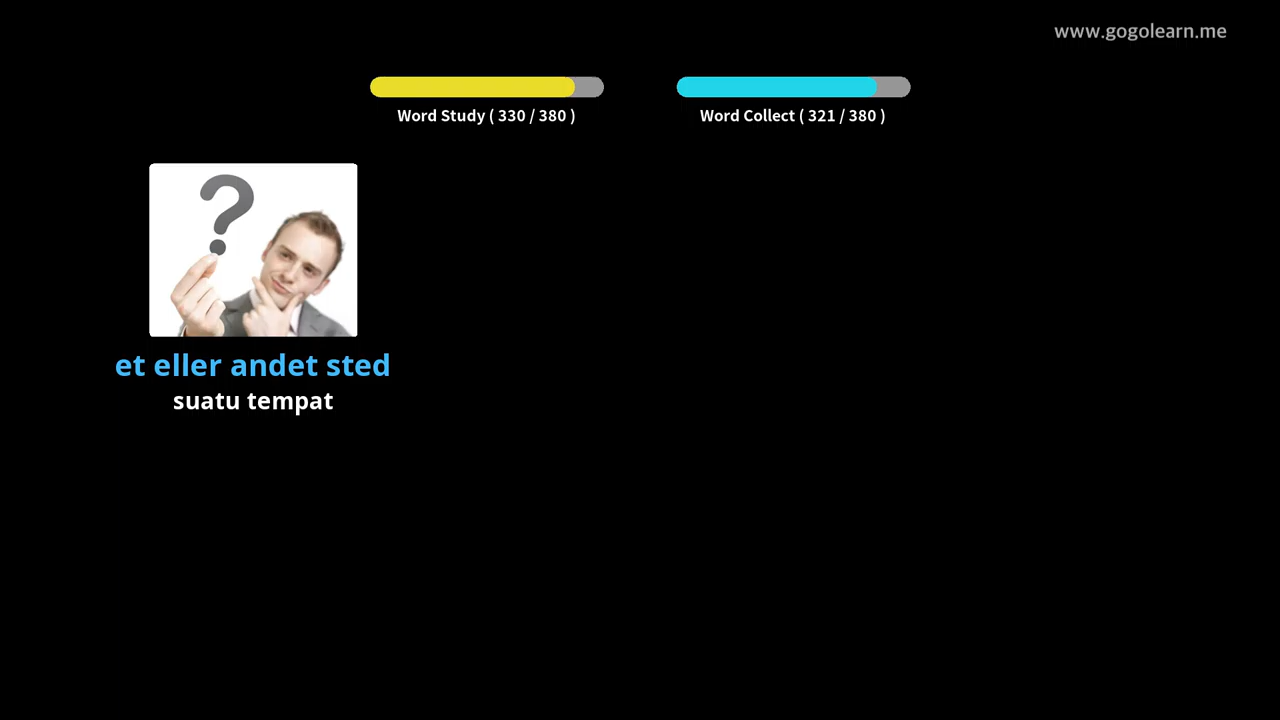 www.gogolearn.me
Word Study ( 330 / 380 )
Word Collect ( 321 / 380 )
?
et eller andet sted
suatu tempat